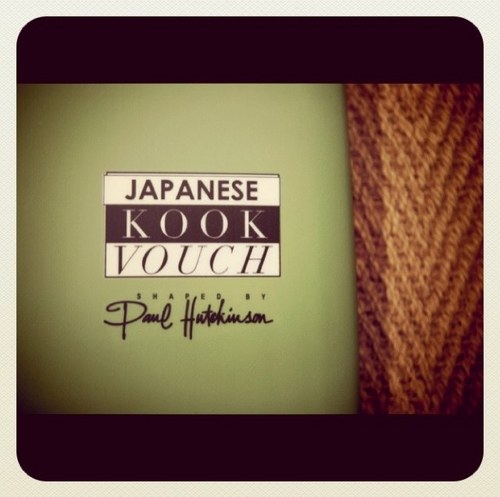 JAPANESE
KOOK
VOUCH
SHAPED BY
Paul Hutchinson